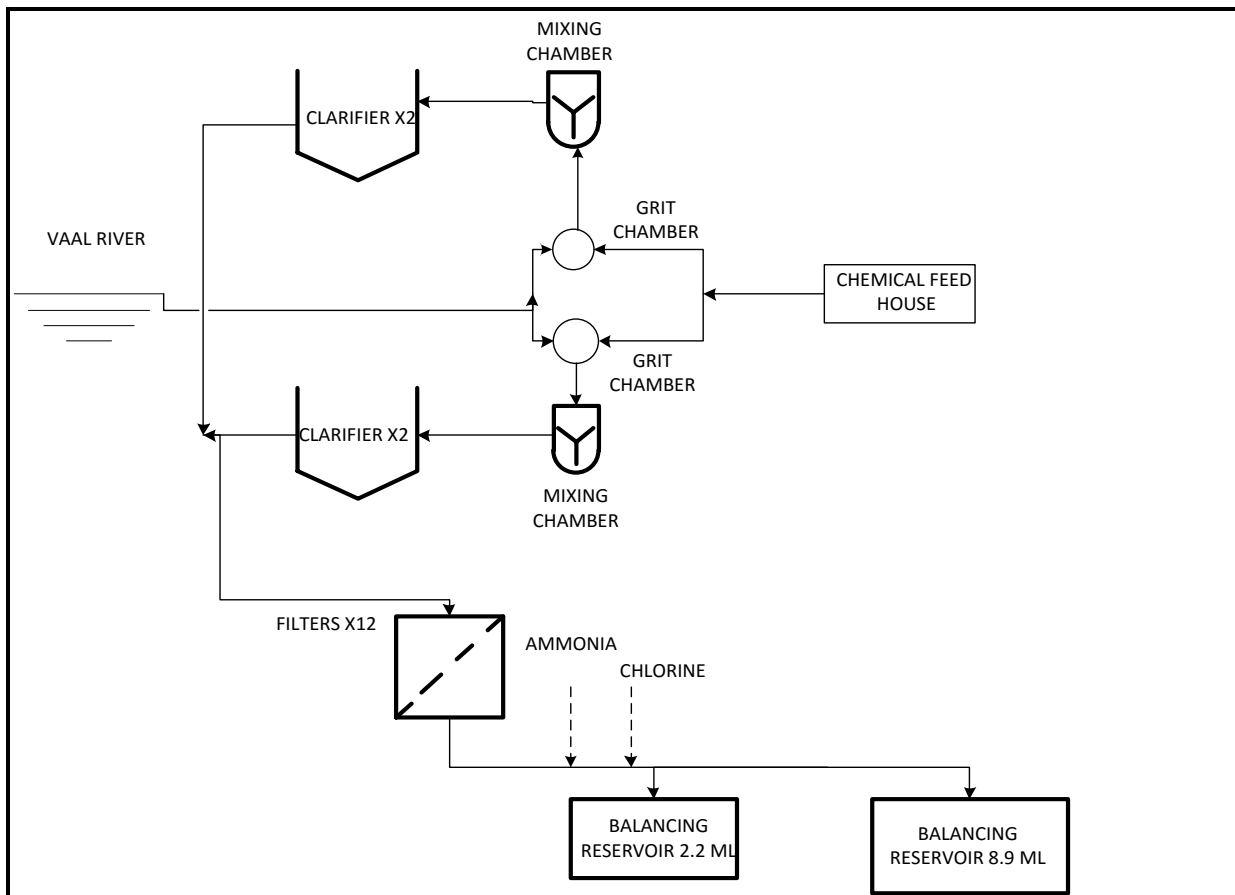 MIXING
CHAMBER
CLARIFIER X2
GRIT
CHAMBER
VAAL RIVER
CHEMICAL FEED
HOUSE
GRIT
CHAMBER
CLARIFIER X2
MIXING
CHAMBER
FILTERS X12
AMMONIA
CHLORINE
BALANCING
RESERVOIR 2.2 ML
BALANCING
RESERVOIR 8.9 ML